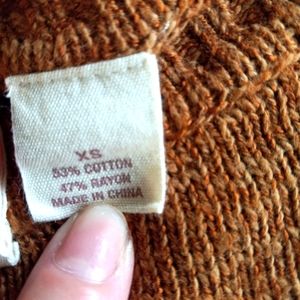 XS
53% COTTON
47% RAYON
MADE IN CHINA